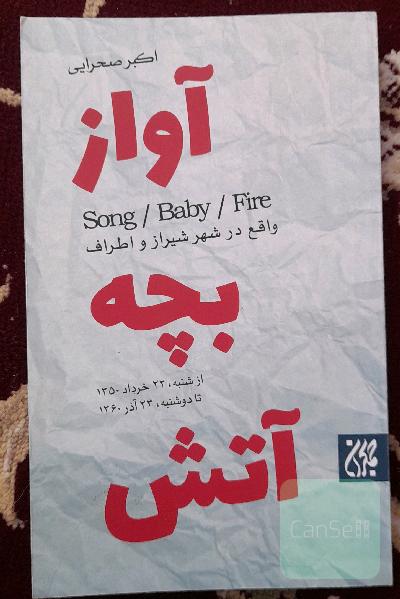 اکبر صحرایی
آواز
Song / Baby / Fire
واقع در شهر شیراز و اطراف
بچه
از شنبه، ۲۲ خرداد ۱۳۵۰
تا دوشنبه، ۲۳ آذر ۱۳۶۰
آتش
CanSell